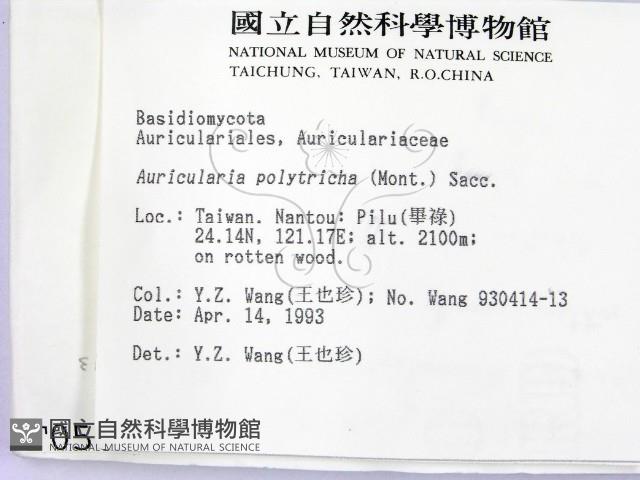 國立自然科學博物館
NATIONAL MUSEUM OF NATURAL SCIENCE
TAICHUNG, TAIWAN, R.O.CHINA
Basidiomycota
Auriculariales, Auriculariaceae
Auricularia polytricha (Mont.) Sacc.
Loc.: Taiwan. Nantou: Pilu(畢祿)
24.14N, 121.17E; alt. 2100m;
on rotten wood.
Col.: Y.Z. Wang(王也珍); No. Wang 930414-13
Date: Apr. 14, 1993
Det.: Y.Z. Wang(王也珍)
國立自然科學博物館
NATIONAL MUSEUM OF NATURAL SCIENCE